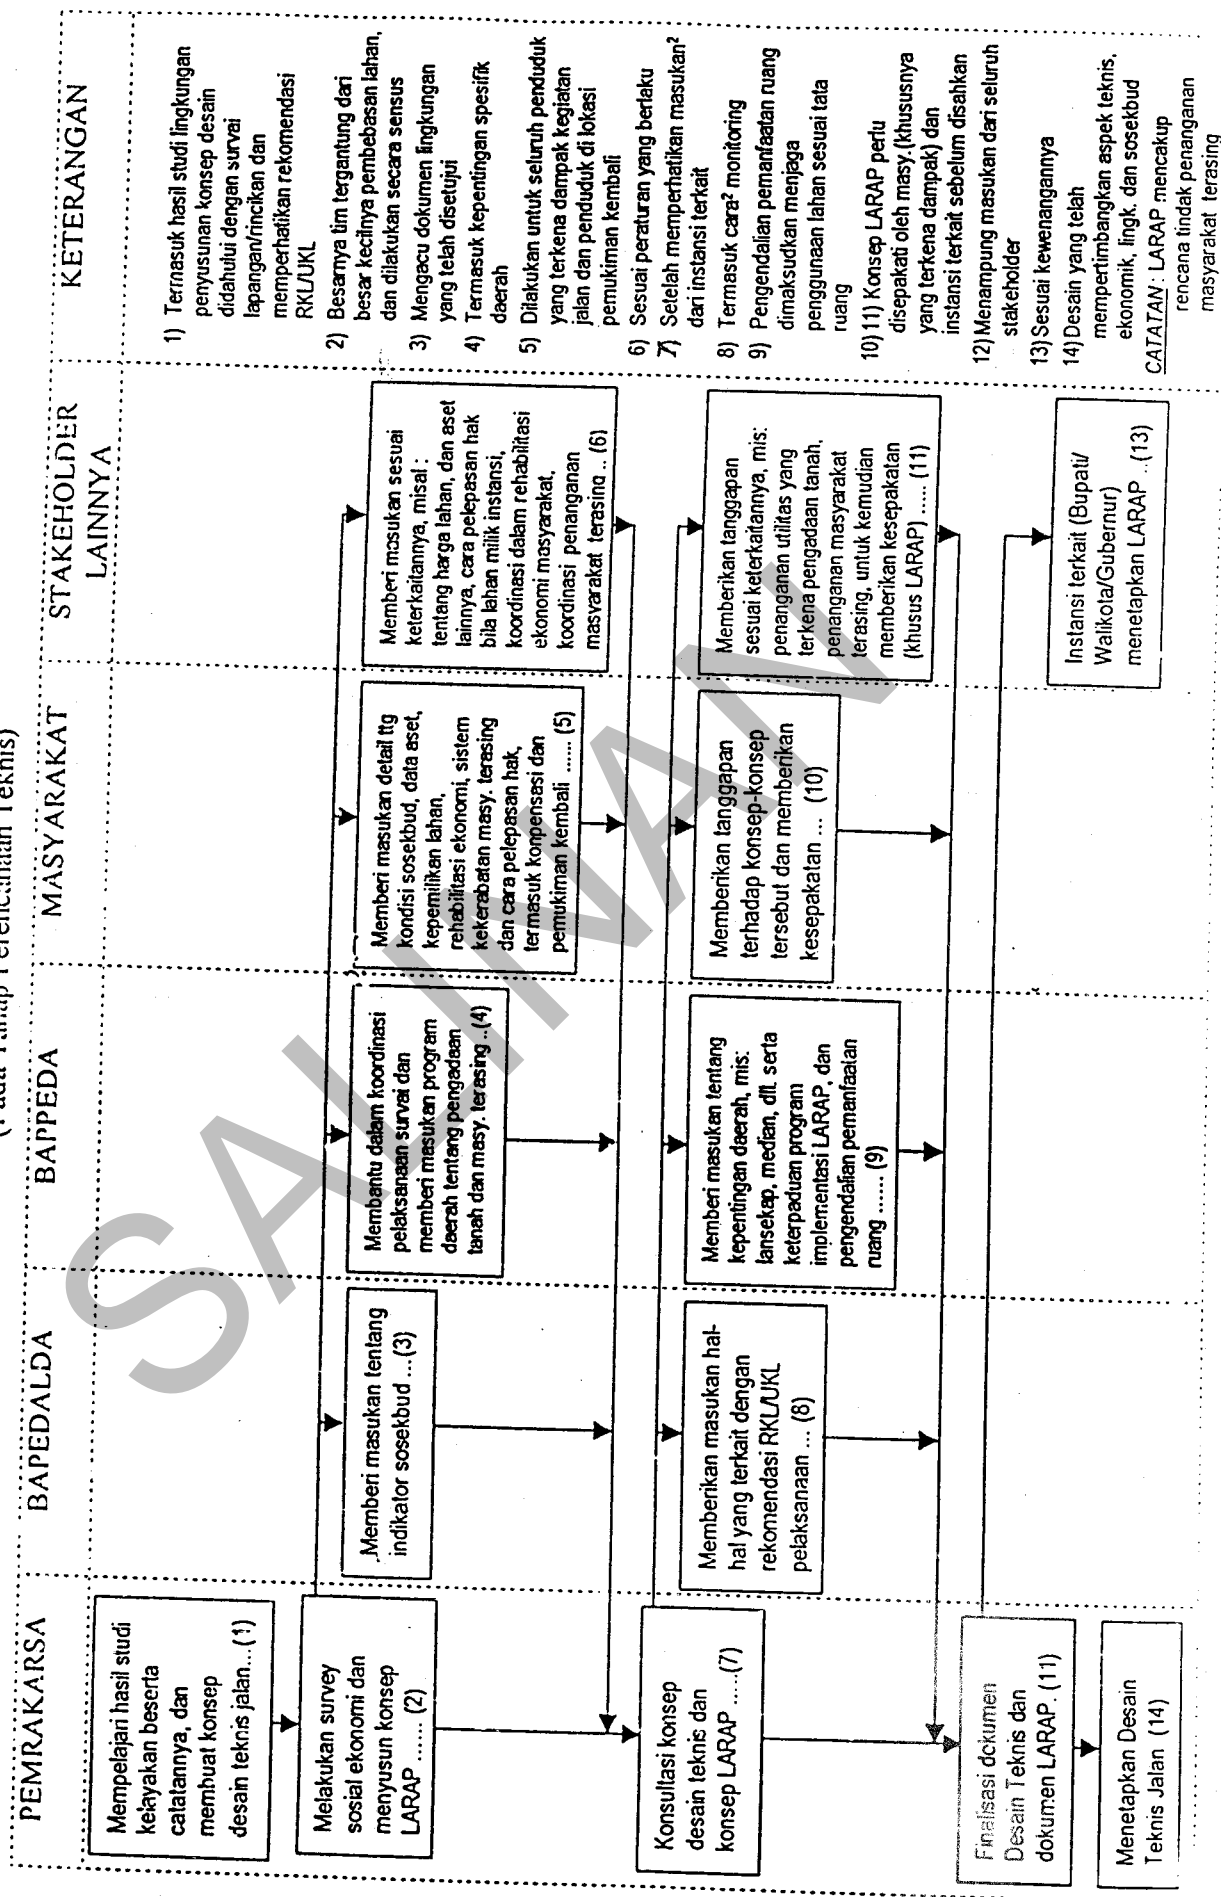 (Pada Tahap Perencanaan Teknis)
PEMRAKARSA
BAPEDALDA
BAPPEDA
MASYARAKAT
STAKEHOLDER
LAINNYA
KETERANGAN
Mempelajari hasil studi
kelayakan beserta
catatannya, dan
membuat konsep
desain teknis jalan...(1)
Melakukan survey
sosial ekonomi dan
menyusun konsep
LARAP ....... (2)
Memberi masukan tentang
indikator sosekbud ...(3)
Membantu dalam koordinasi
pelaksanaan survai dan
memberi masukan program
daerah tentang pengadaan
tanah dan masy. terasing ..(4)
Memberi masukan detail ttg
kondisi sosekbud, data aset,
kepemilikan lahan,
rehabilitasi ekonomi, sistem
kekerabatan masy. terasing
dan cara pelepasan hak,
termasuk konpensasi dan
pemukiman kembali ....... (5)
Memberi masukan sesuai
keterkaitannya, misal :
tentang harga lahan, dan aset
lainnya, cara pelepasan hak
bila lahan milik instansi,
koordinasi dalam rehabilitasi
ekonomi masyarakat,
koordinasi penanganan
masyarakat terasing .. (6)
Konsultasi konsep
desain teknis dan
konsep LARAP .....(7)
Memberikan masukan hal-
hal yang terkait dengan
rekomendasi RKL/UKL
pelaksanaan ... (8)
Memberi masukan tentang
kepentingan daerah, mis:
lansekap, median, dll. serta
keterpaduan program
implementasi LARAP, dan
pengendalian pemanfaatan
ruang ...... (9)
Memberikan tanggapan
terhadap konsep-konsep
tersebut dan memberikan
kesepakatan ... (10)
Memberikan tanggapan
sesuai keterkaitannya, mis:
penanganan utilitas yang
terkena pengadaan tanah,
penanganan masyarakat
terasing, untuk kemudian
memberikan kesepakatan
(khusus LARAP) ..... (11)
Finalisasi dokumen
Desain Teknis dan
dokumen LARAP. (11)
Instansi terkait (Bupati/
Walikota/Gubernur)
menetapkan LARAP ..(13)
Menetapkan Desain
Teknis Jalan (14)
1) Termasuk hasil studi lingkungan
penyusunan konsep desain
didahului dengan survai
lapangan/rincikan dan
memperhatikan rekomendasi
RKL/UKL
2) Besarnya tim tergantung dari
besar kecilnya pembebasan lahan,
dan dilakukan secara sensus
3) Mengacu dokumen lingkungan
yang telah disetujui
4) Termasuk kepentingan spesifik
daerah
5) Dilakukan untuk seluruh penduduk
yang terkena dampak kegiatan
jalan dan penduduk di lokasi
pemukiman kembali
6) Sesuai peraturan yang berlaku
7) Setelah memperhatikan masukan²
dari instansi terkait
8) Termasuk cara² monitoring
9) Pengendalian pemanfaatan ruang
dimaksudkan menjaga
penggunaan lahan sesuai tata
ruang
10)11) Konsep LARAP perlu
disepakati oleh masy.(khususnya
yang terkena dampak) dan
instansi terkait sebelum disahkan
12)Menampung masukan dari seluruh
stakeholder
13)Sesuai kewenangannya
14)Desain yang telah
mempertimbangkan aspek teknis,
ekonomik, lingk. dan sosekbud
CATATAN : LARAP mencakup
rencana tindak penanganan
masyarakat terasing
SALINAN